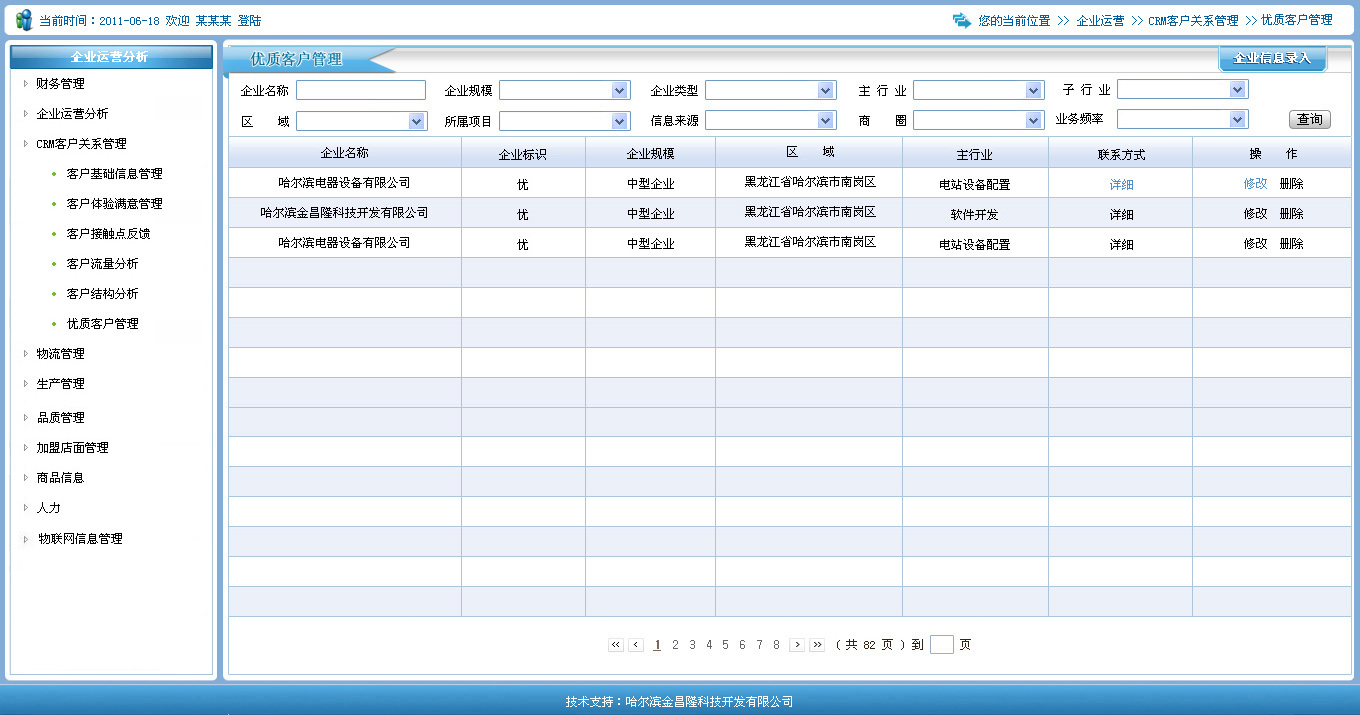 当前时间：2011-06-18 欢迎 某某某 登陆
您的当前位置 >> 企业运营 >> CRM客户关系管理 >> 优质客户管理
企业运营分析
财务管理
企业运营分析
CRM客户关系管理
客户基础信息管理
客户体验满意管理
客户接触点反馈
客户流量分析
客户结构分析
优质客户管理
物流管理
生产管理
品质管理
加盟店面管理
商品信息
人力
物联网信息管理
优质客户管理 企业信息录入
企业名称 企业规模 企业类型 主 行 业 子 行 业
区 域 所属项目 信息来源 商 圈 业务频率 查询
企业名称 企业标识 企业规模 区 域 主行业 联系方式 操 作
哈尔滨电器设备有限公司 优 中型企业 黑龙江省哈尔滨市南岗区 电站设备配置 详细 修改 删除
哈尔滨金昌隆科技开发有限公司 优 中型企业 黑龙江省哈尔滨市南岗区 软件开发 详细 修改 删除
哈尔滨电器设备有限公司 优 中型企业 黑龙江省哈尔滨市南岗区 电站设备配置 详细 修改 删除
« ‹ 1 2 3 4 5 6 7 8 › » （ 共 82 页 ）到 页
技术支持：哈尔滨金昌隆科技开发有限公司